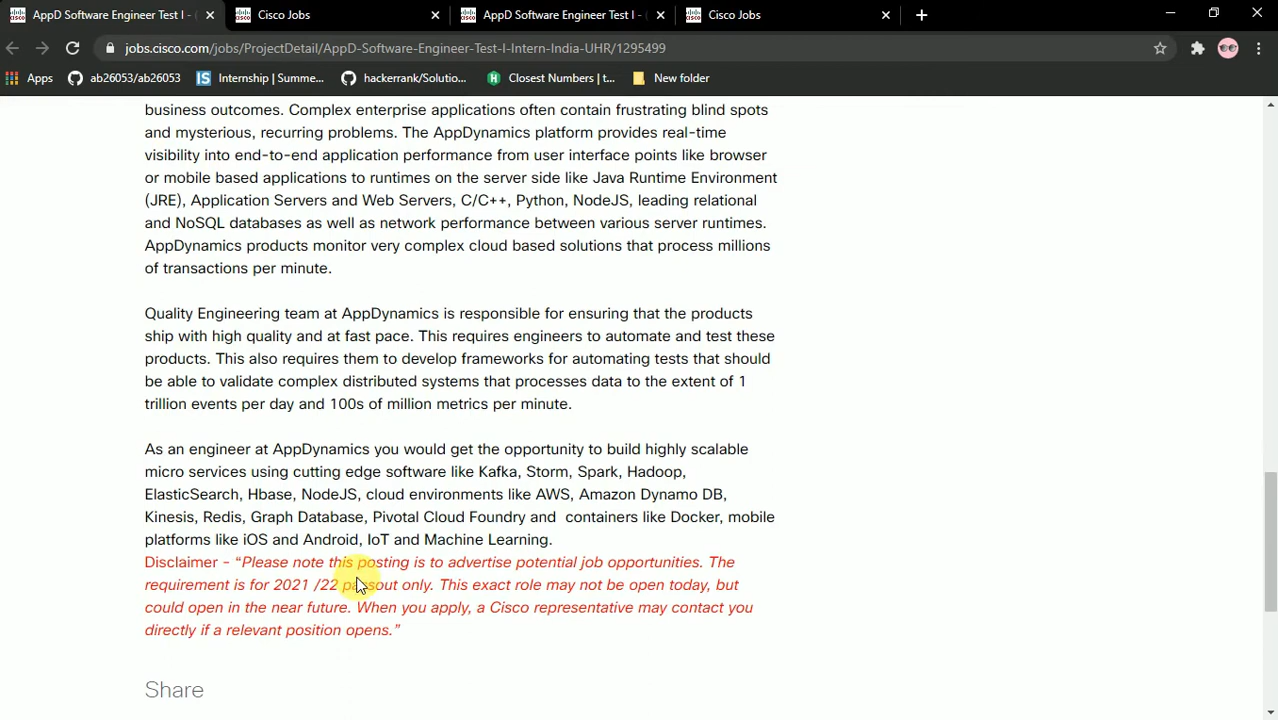 AppD Software Engineer Test I -
Cisco Jobs
AppD Software Engineer Test I -
Cisco Jobs
jobs.cisco.com/jobs/ProjectDetail/AppD-Software-Engineer-Test-I-Intern-India-UHR/1295499
Apps
ab26053/ab26053
IS
Internship | Summe...
hackerrank/Solutio...
Closest Numbers | t...
New folder
business outcomes. Complex enterprise applications often contain frustrating blind spots
and mysterious, recurring problems. The AppDynamics platform provides real-time
visibility into end-to-end application performance from user interface points like browser
or mobile based applications to runtimes on the server side like Java Runtime Environment
(JRE), Application Servers and Web Servers, C/C++, Python, NodeJS, leading relational
and NoSQL databases as well as network performance between various server runtimes.
AppDynamics products monitor very complex cloud based solutions that process millions
of transactions per minute.
Quality Engineering team at AppDynamics is responsible for ensuring that the products
ship with high quality and at fast pace. This requires engineers to automate and test these
products. This also requires them to develop frameworks for automating tests that should
be able to validate complex distributed systems that processes data to the extent of 1
trillion events per day and 100s of million metrics per minute.
As an engineer at AppDynamics you would get the opportunity to build highly scalable
micro services using cutting edge software like Kafka, Storm, Spark, Hadoop,
ElasticSearch, Hbase, NodeJS, cloud environments like AWS, Amazon Dynamo DB,
Kinesis, Redis, Graph Database, Pivotal Cloud Foundry and containers like Docker, mobile
platforms like iOS and Android, IoT and Machine Learning.
Disclaimer - “Please note this posting is to advertise potential job opportunities. The
requirement is for 2021 /22 passout only. This exact role may not be open today, but
could open in the near future. When you apply, a Cisco representative may contact you
directly if a relevant position opens.”
Share